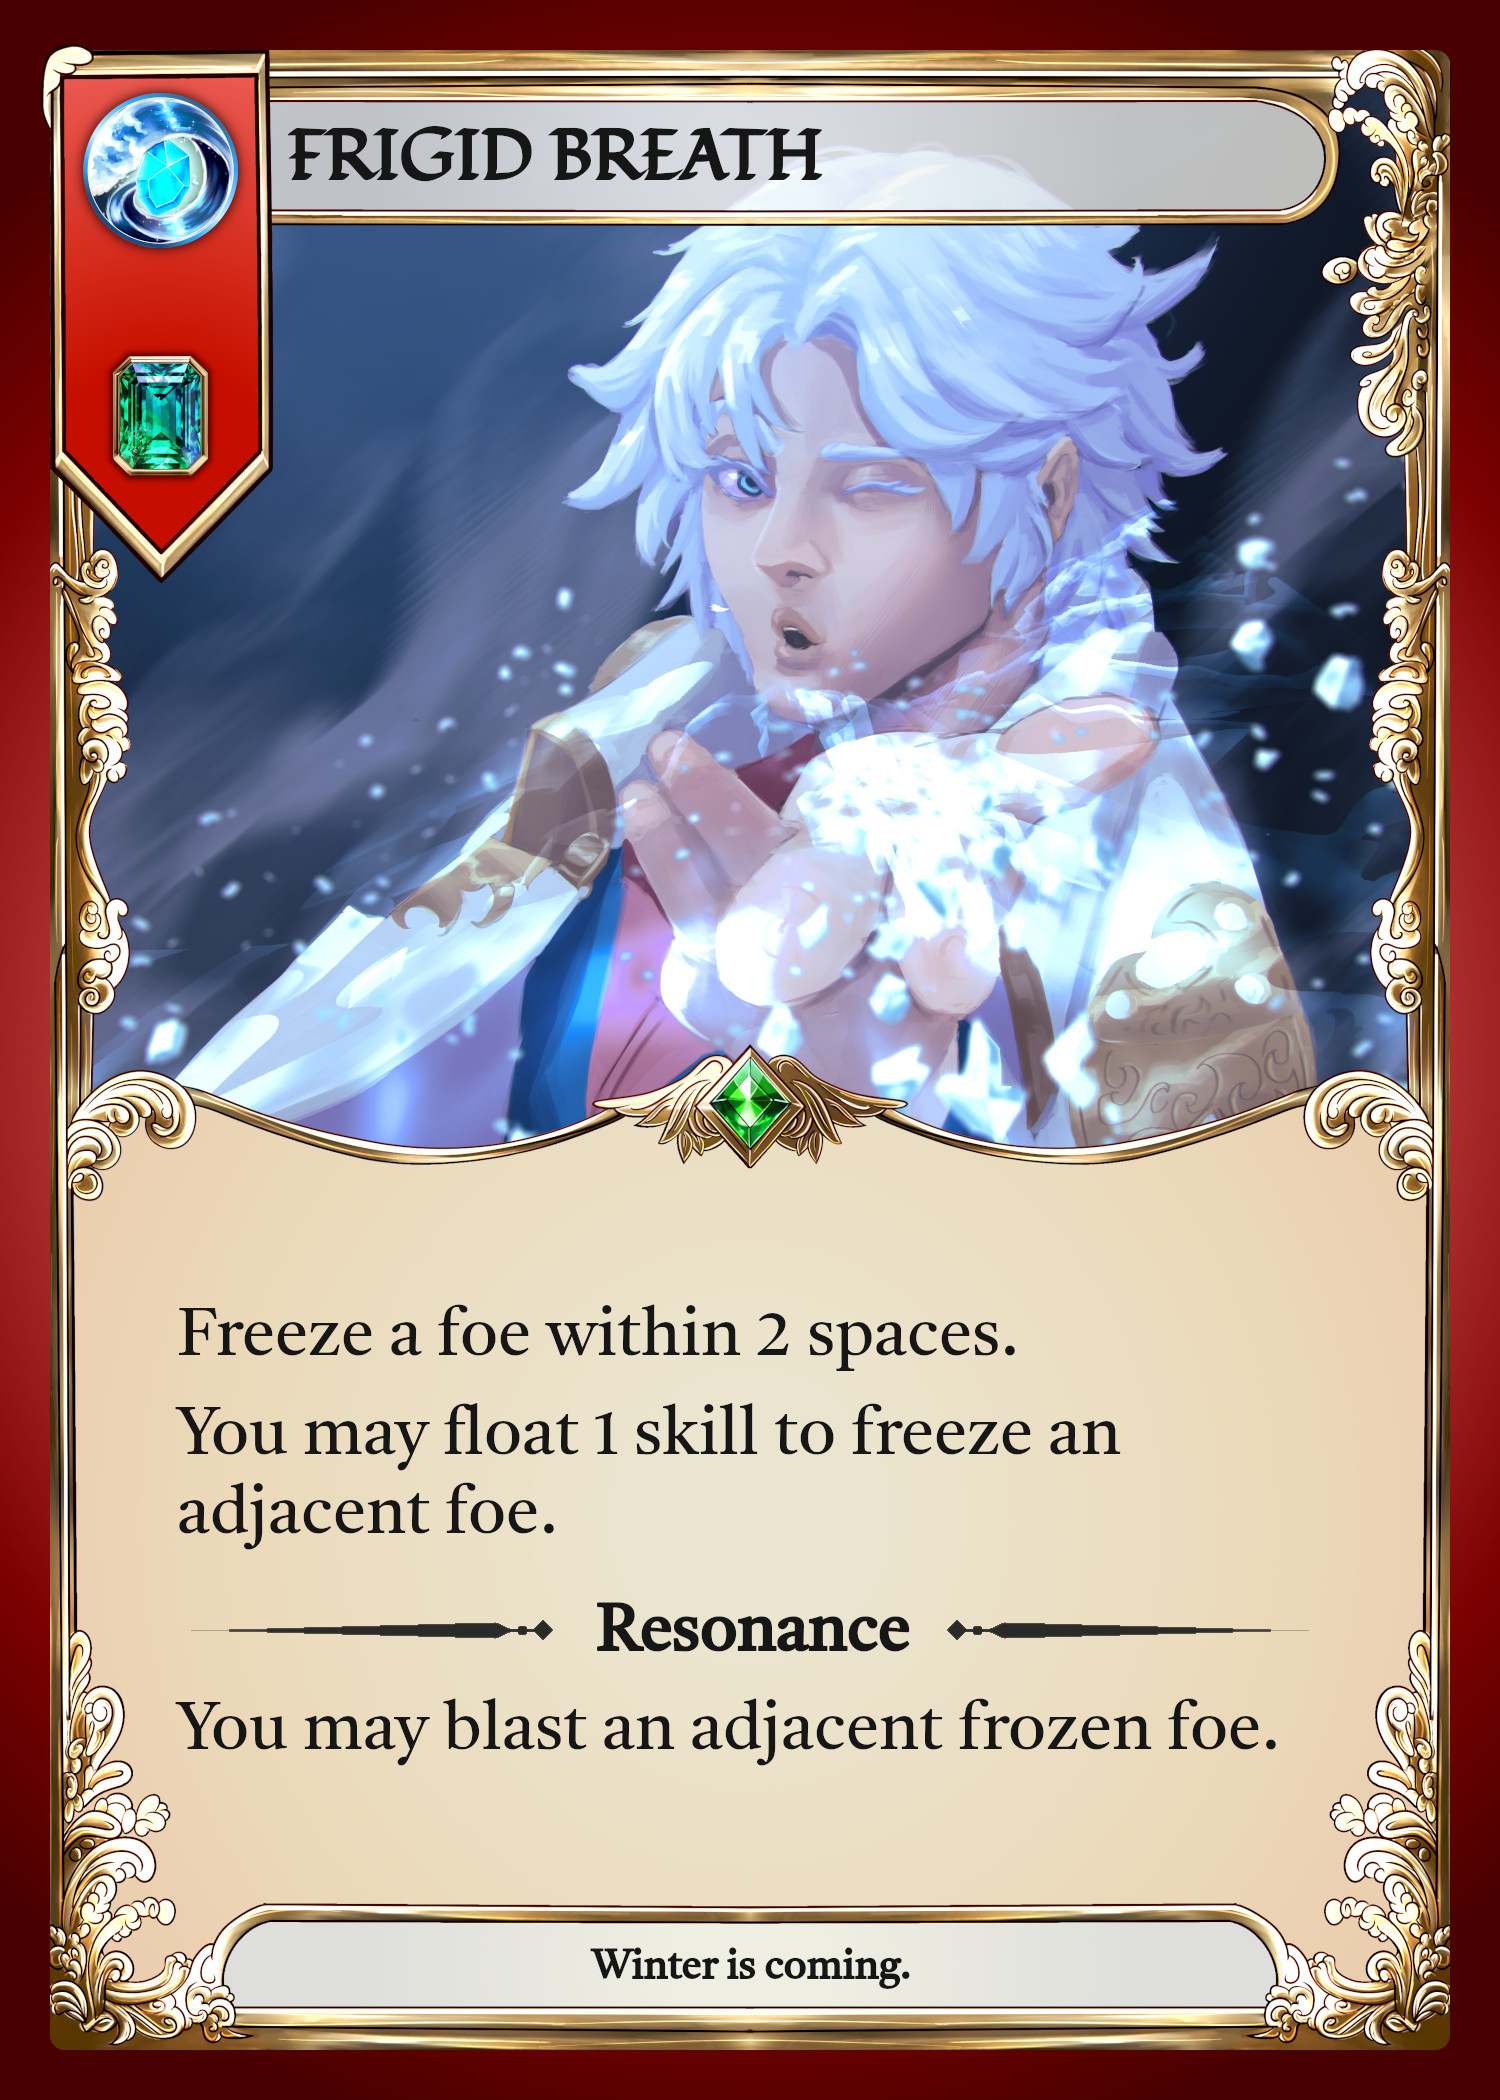 FRIGID BREATH
Freeze a foe within 2 spaces.
You may float 1 skill to freeze an
adjacent foe.
Resonance
You may blast an adjacent frozen foe.
Winter is coming.